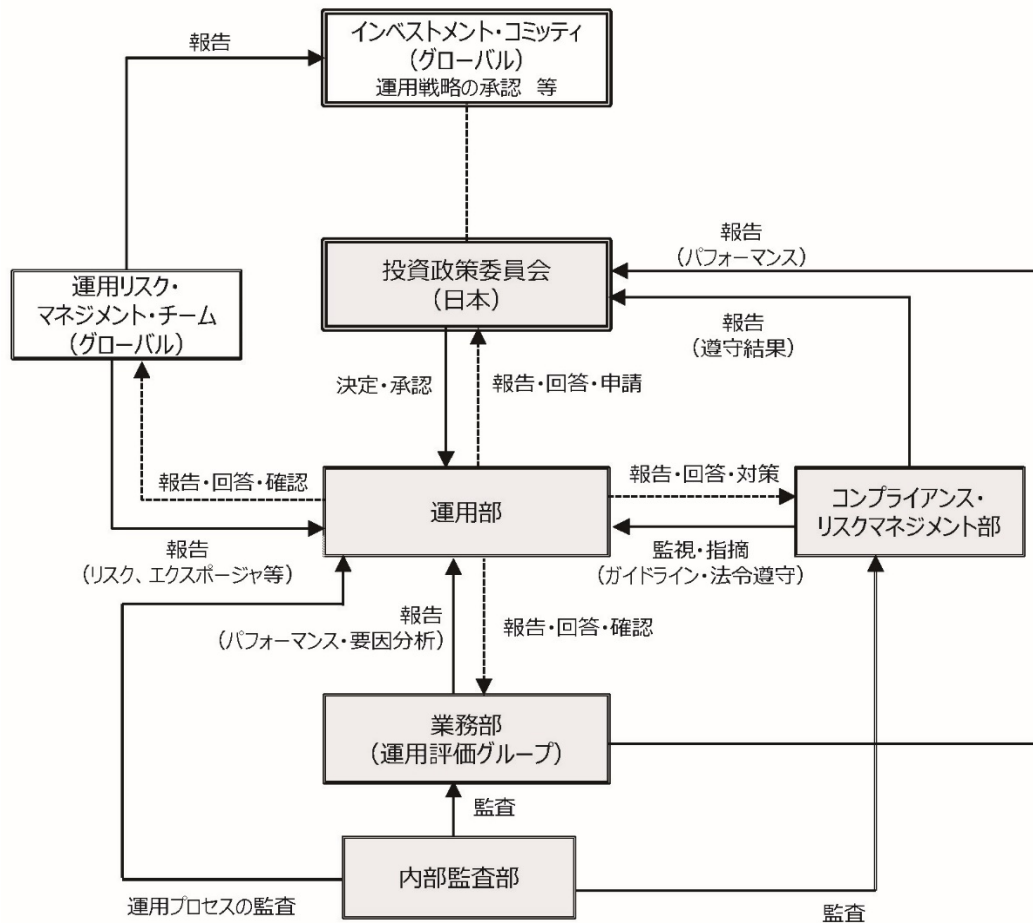 報告
インベストメント・コミッティ
(グローバル)
運用戦略の承認 等
報告
(パフォーマンス)
投資政策委員会
(日本)
運用リスク・
マネジメント・チーム
(グローバル)
報告
(遵守結果)
決定・承認
報告・回答・申請
報告・回答・確認
運用部
報告・回答・対策
コンプライアンス・
リスクマネジメント部
報告
(リスク、エクスポージャ等)
監視・指摘
(ガイドライン・法令遵守)
報告
(パフォーマンス・要因分析)
報告・回答・確認
業務部
(運用評価グループ)
監査
内部監査部
運用プロセスの監査
監査